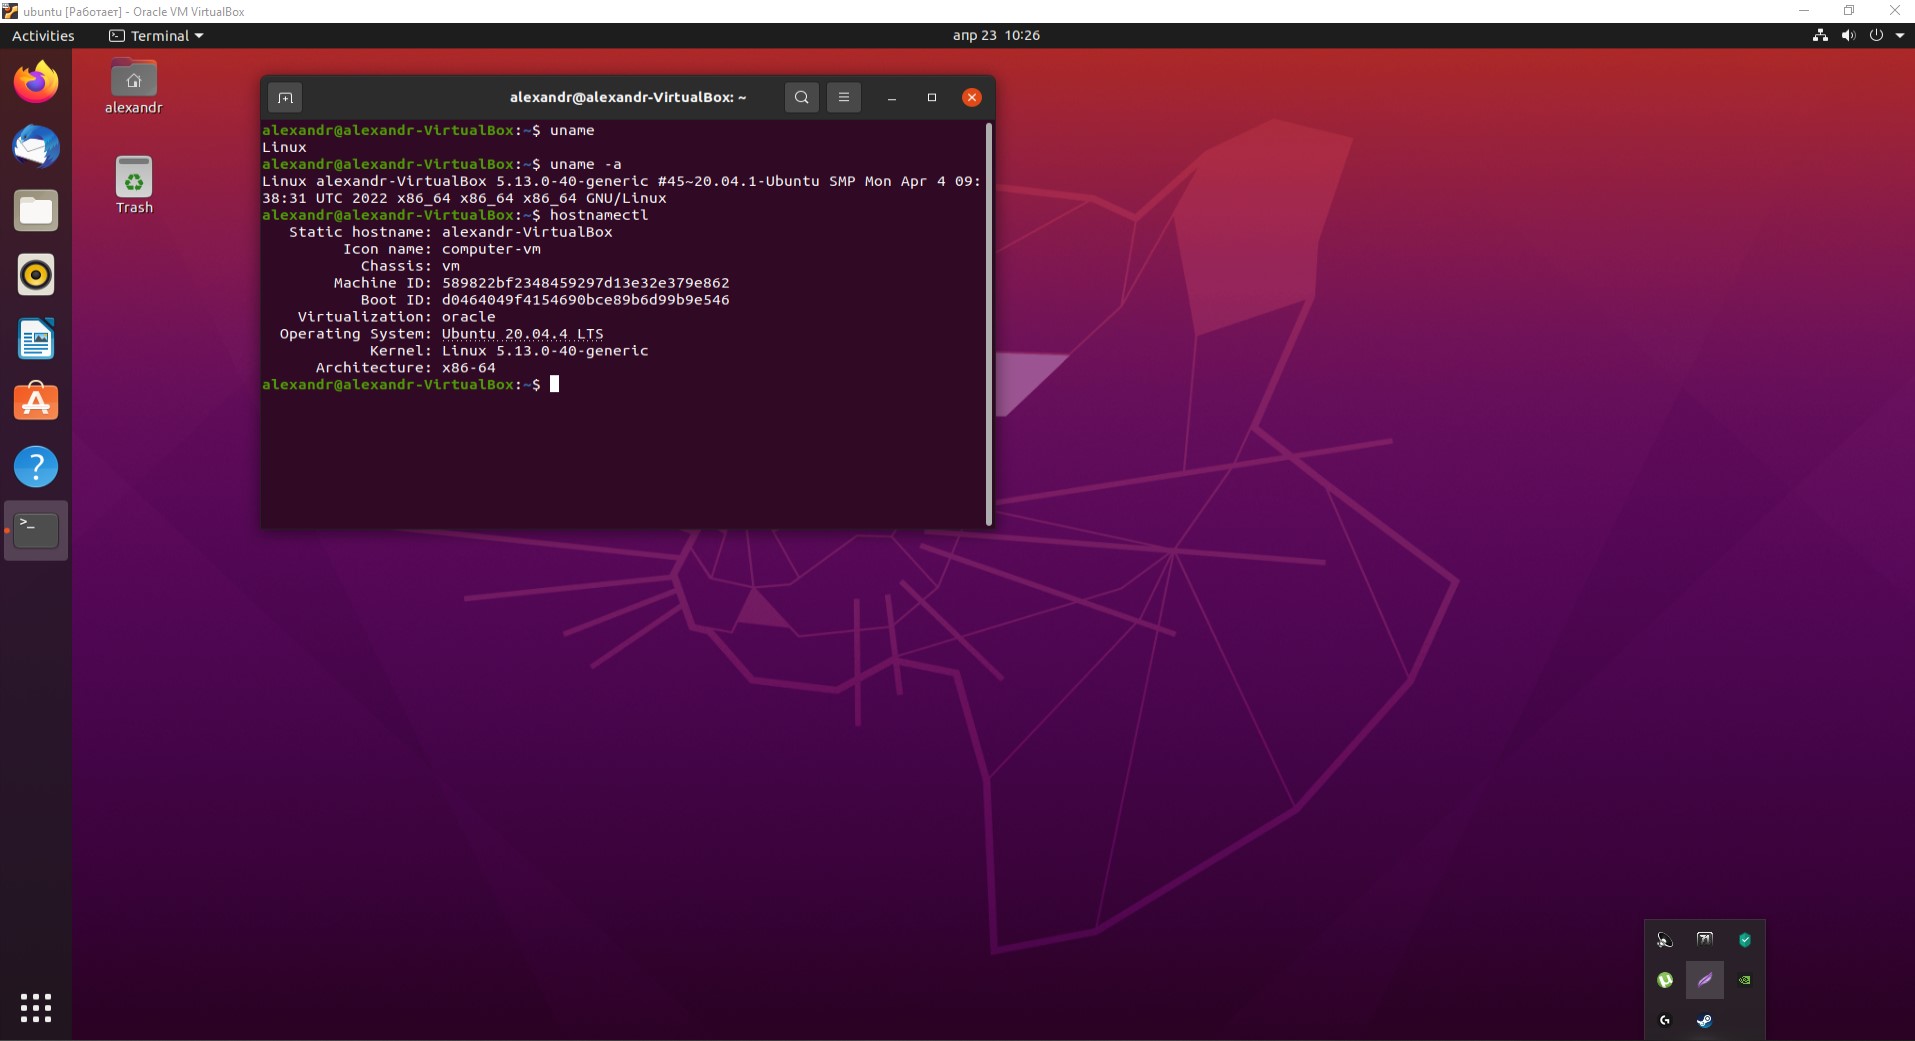 ubuntu [Работает] - Oracle VM VirtualBox
Activities Terminal апр 23 10:26
alexandr
Trash
alexandr@alexandr-VirtualBox: ~
alexandr@alexandr-VirtualBox:~$ uname
Linux
alexandr@alexandr-VirtualBox:~$ uname -a
Linux alexandr-VirtualBox 5.13.0-40-generic #45~20.04.1-Ubuntu SMP Mon Apr 4 09:
38:31 UTC 2022 x86_64 x86_64 x86_64 GNU/Linux
alexandr@alexandr-VirtualBox:~$ hostnamectl
Static hostname: alexandr-VirtualBox
Icon name: computer-vm
Chassis: vm
Machine ID: 589822bf2348459297d13e32e379e862
Boot ID: d0464049f4154690bce89b6d99b9e546
Virtualization: oracle
Operating System: Ubuntu 20.04.4 LTS
Kernel: Linux 5.13.0-40-generic
Architecture: x86-64
alexandr@alexandr-VirtualBox:~$